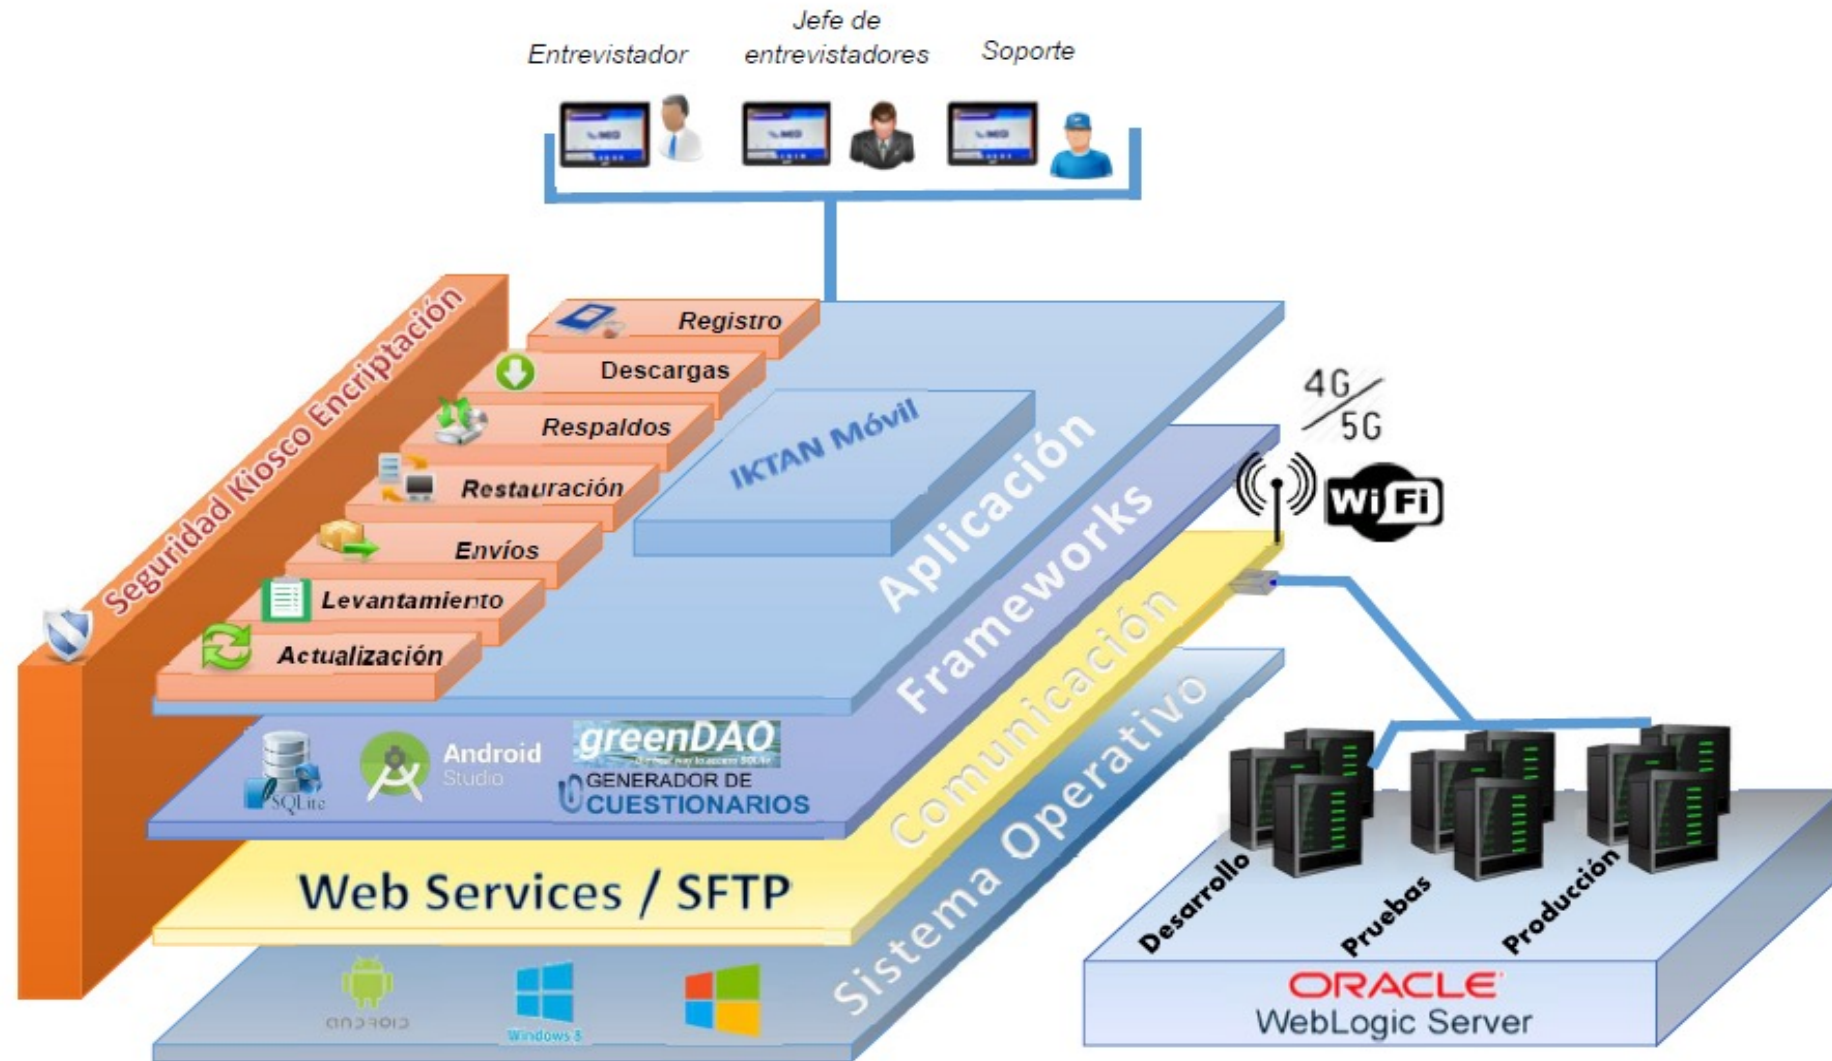 Entrevistador
Jefe de
entrevistadores
Soporte
Seguridad Kiosco Encriptación
Registro
Descargas
Respaldos
Restauración
Envíos
Levantamiento
Actualización
IKTAN Móvil
Aplicación
Frameworks
Comunicación
Sistema Operativo
4G/5G
WiFi
SQLite
Android
Studio
greenDAO
GENERADOR DE
CUESTIONARIOS
Web Services / SFTP
ANDROID
Windows 8
Desarrollo
Pruebas
Producción
ORACLE
WebLogic Server